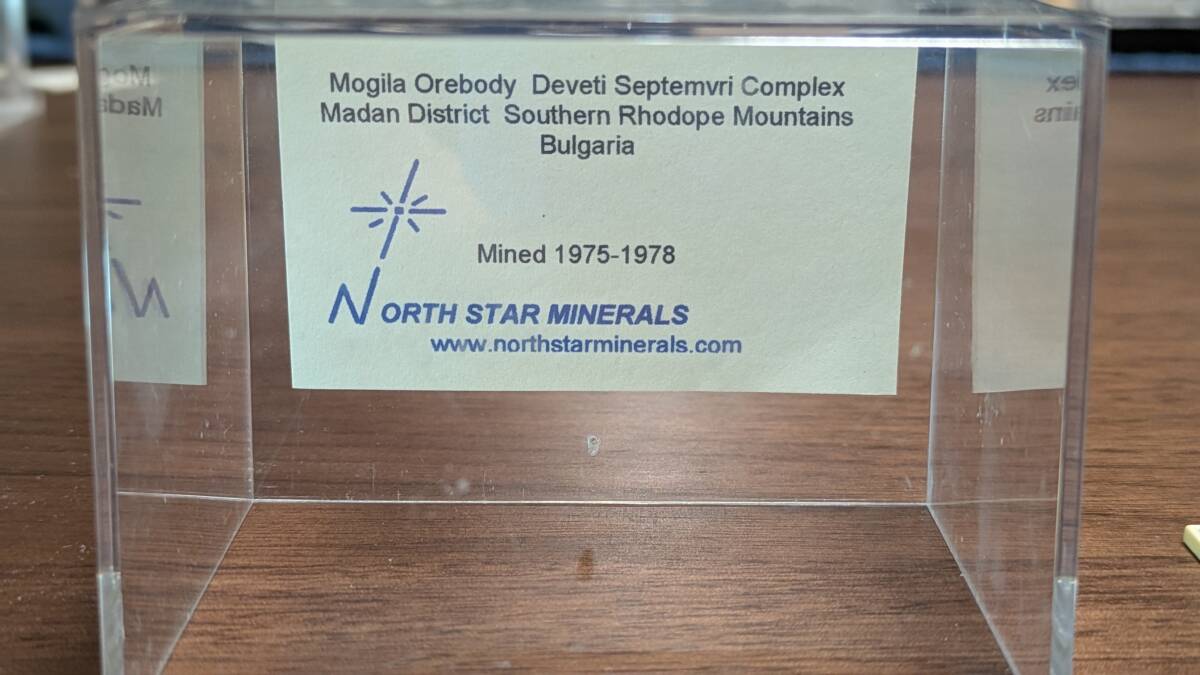 Mogila Orebody Deveti Septemvri Complex
Madan District Southern Rhodope Mountains
Bulgaria
Mined 1975-1978
NORTH STAR MINERALS
www.northstarminerals.com